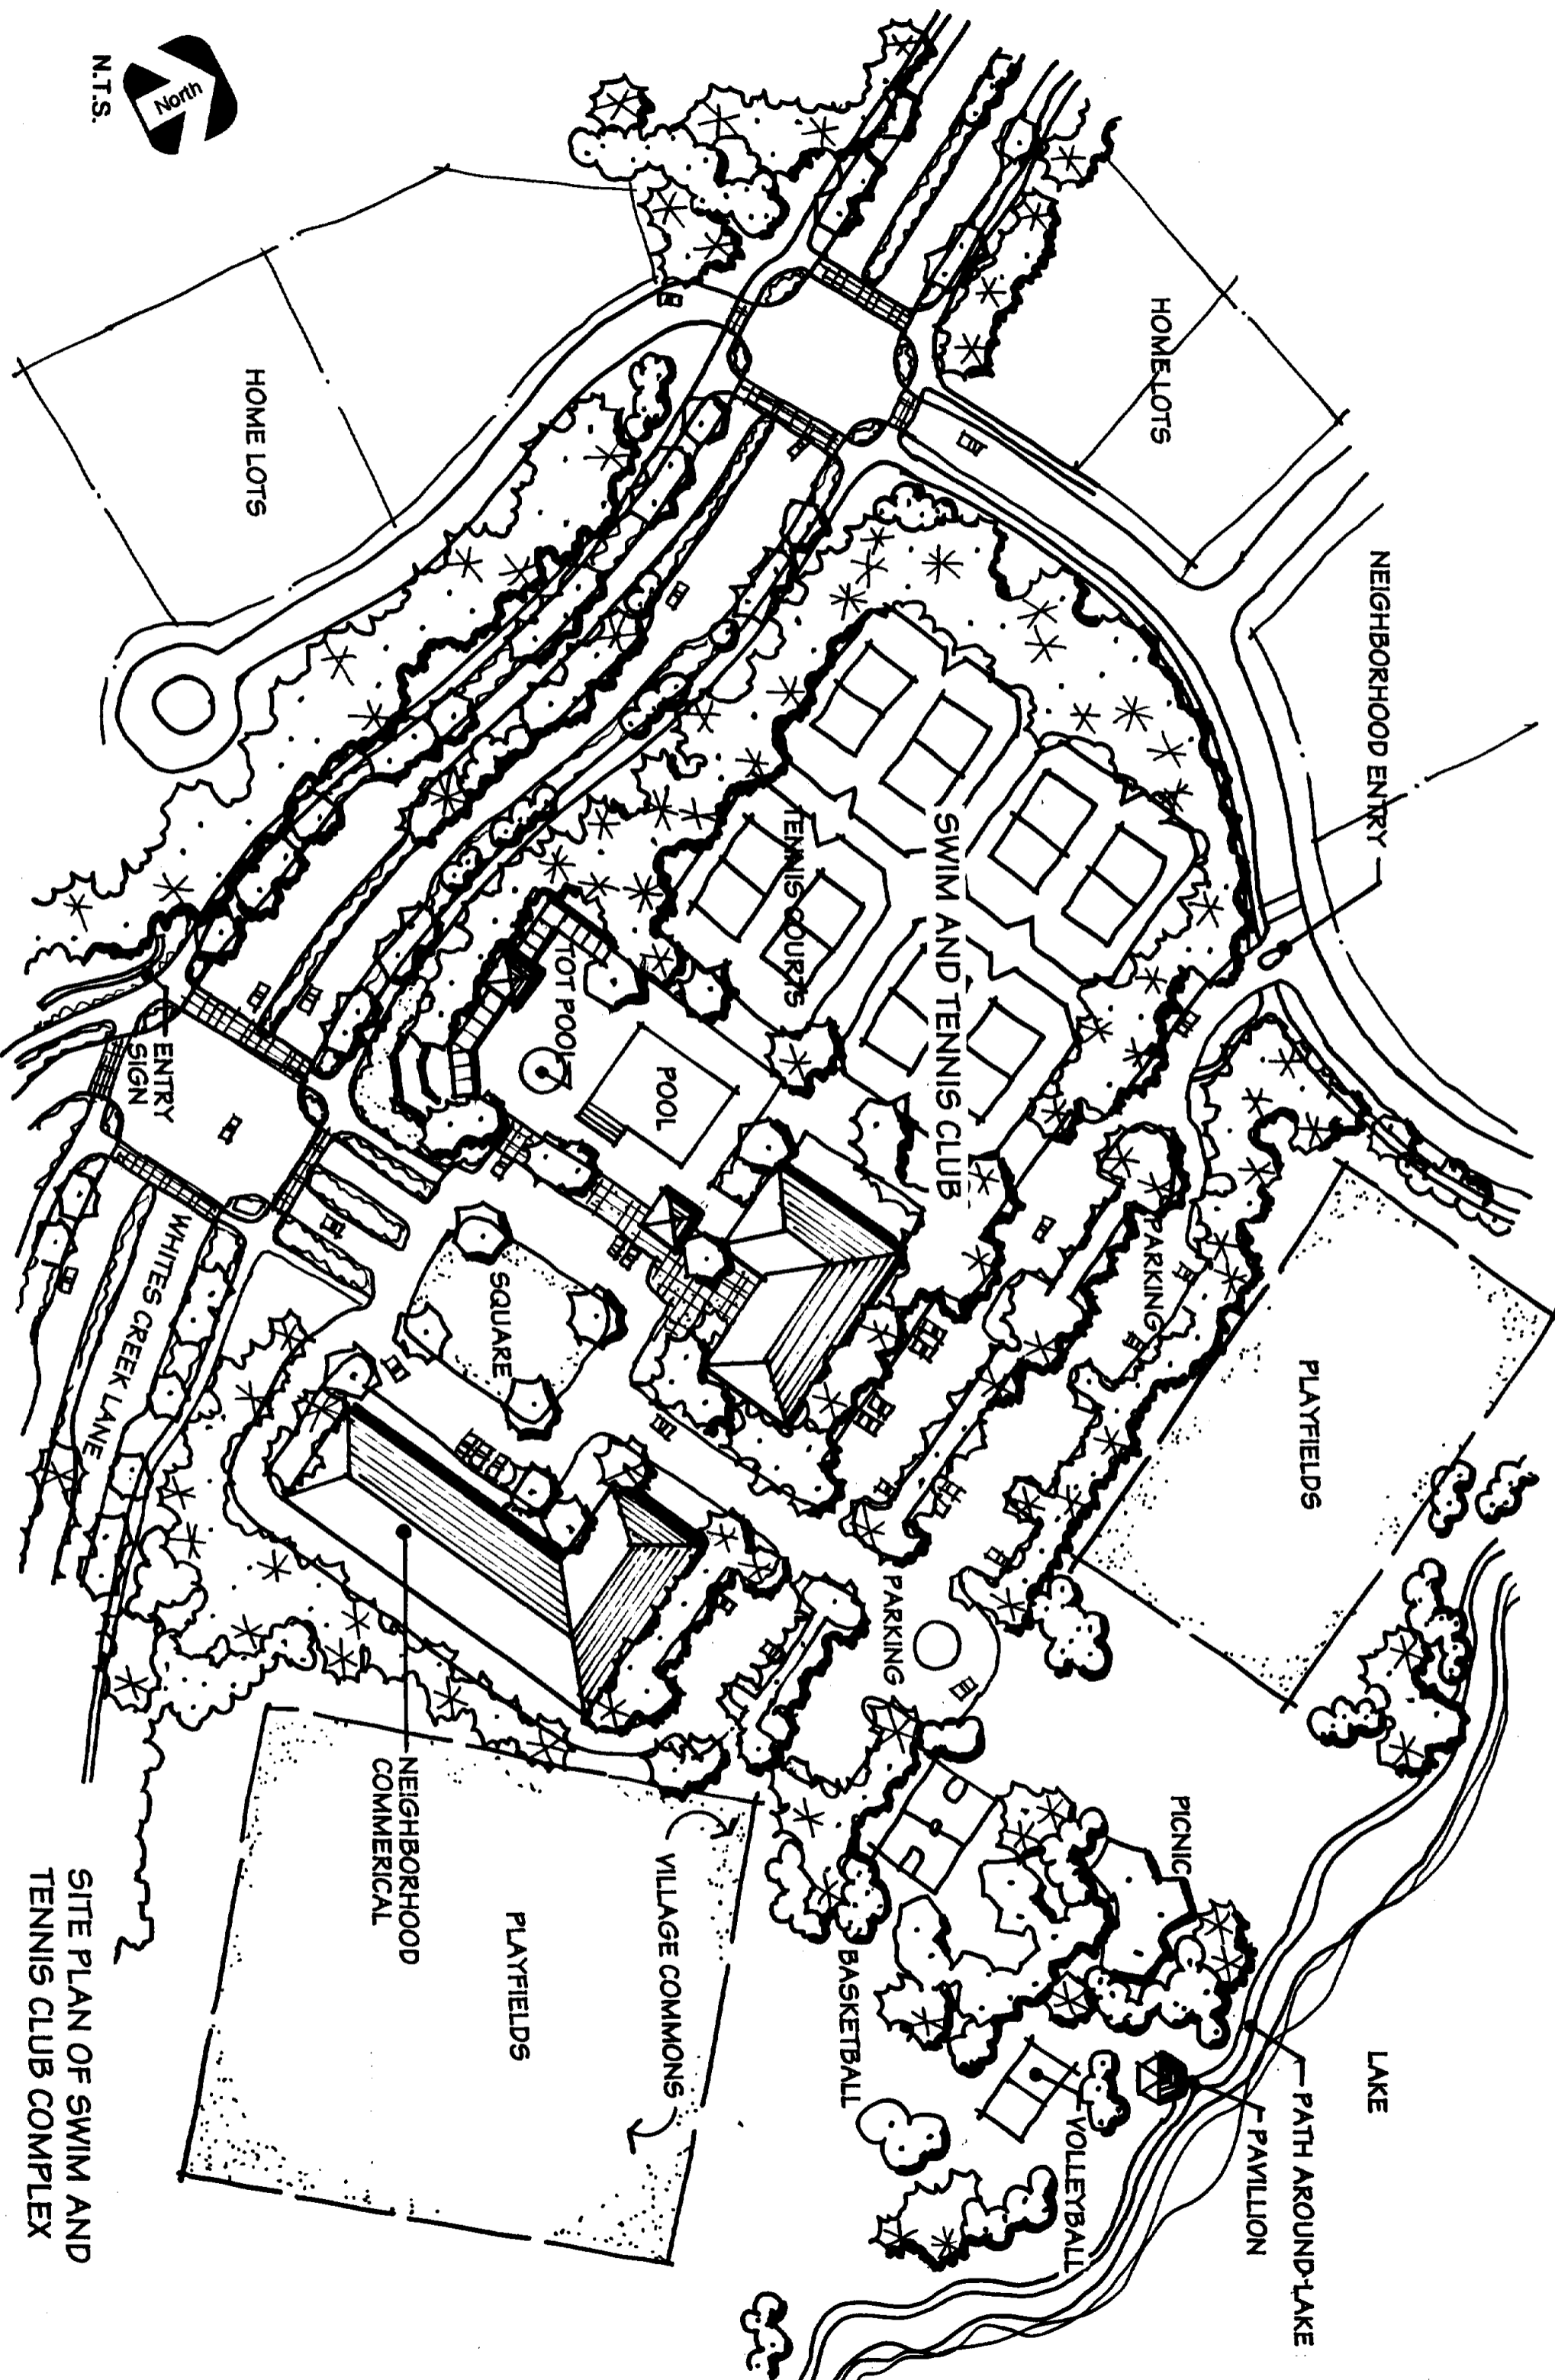 NEIGHBORHOOD ENTRY
HOME LOTS
LAKE
PATH AROUND LAKE
PAVILLION
PLAYFIELDS
PICNIC
PARKING
VOLLEYBALL
SWIM AND TENNIS CLUB
PARKING
BASKETBALL
TENNIS COURTS
POOL
VILLAGE COMMONS
TOT POOL
SQUARE
PLAYFIELDS
NEIGHBORHOOD
COMMERICAL
HOME LOTS
North
N.T.S.
ENTRY
SIGN
WHITES CREEK LANE
SITE PLAN OF SWIM AND
TENNIS CLUB COMPLEX